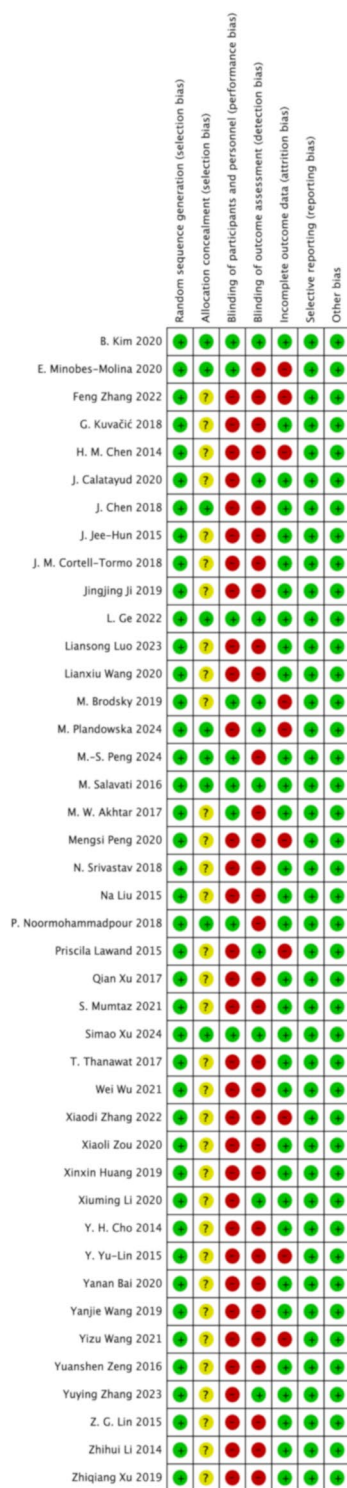 Random sequence generation (selection bias)
Allocation concealment (selection bias)
Blinding of participants and personnel (performance bias)
Blinding of outcome assessment (detection bias)
Incomplete outcome data (attrition bias)
Selective reporting (reporting bias)
Other bias
B. Kim 2020 + + + + + + +
E. Minobes-Molina 2020 + + + - - + +
Feng Zhang 2022 + ? - - - + +
G. Kuvačić 2018 + ? - - + + +
H. M. Chen 2014 + ? - - - + +
J. Calatayud 2020 + ? - + + + +
J. Chen 2018 + + - - + + +
J. Jee-Hun 2015 + ? - - + + +
J. M. Cortell-Tormo 2018 + ? - - + + +
Jingjing Ji 2019 + ? - - + + +
L. Ge 2022 + + + + + + +
Liansong Luo 2023 + ? - - + + +
Lianxiu Wang 2020 + ? - - + + +
M. Brodsky 2019 + ? + + - + +
M. Plandowska 2024 + + - + - + +
M.-S. Peng 2024 + + + - + + +
M. Salavati 2016 + + + + + + +
M. W. Akhtar 2017 + ? + - + + +
Mengsi Peng 2020 + ? - - - + +
N. Srivastav 2018 + ? - - + + +
Na Liu 2015 + ? - - + + +
P. Noormohammadpour 2018 + + + - + + +
Priscila Lawand 2015 + ? - + - + +
Qian Xu 2017 + ? - - + + +
S. Mumtaz 2021 + ? - - + + +
Simao Xu 2024 + + + + + + +
T. Thanawat 2017 + ? - - + + +
Wei Wu 2021 + ? - - + + +
Xiaodi Zhang 2022 + ? - - - + +
Xiaoli Zou 2020 + ? - - + + +
Xinxin Huang 2019 + ? - - + + +
Xiuming Li 2020 + ? - + + + +
Y. H. Cho 2014 + ? - - + + +
Y. Yu-Lin 2015 + ? - - - + +
Yanan Bai 2020 + ? - - + + +
Yanjie Wang 2019 + ? - - + + +
Yizu Wang 2021 + ? - - - + +
Yuanshen Zeng 2016 + ? - - + + +
Yuying Zhang 2023 + ? - + + + +
Z. G. Lin 2015 + ? - - + + +
Zhihui Li 2014 + ? - - + + +
Zhiqiang Xu 2019 + ? - - + + +